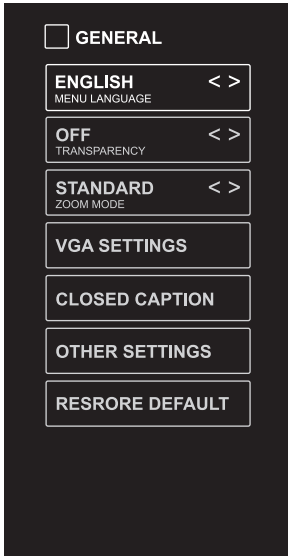 GENERAL
ENGLISH < >
MENU LANGUAGE
OFF < >
TRANSPARENCY
STANDARD < >
ZOOM MODE
VGA SETTINGS
CLOSED CAPTION
OTHER SETTINGS
RESRORE DEFAULT